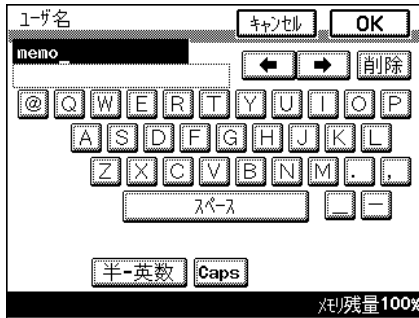 ﾕｰｻﾞ名 ｷｬﾝｾﾙ OK
memo_
← → 削除
@ Q W E R T Y U I O P
A S D F G H J K L
Z X C V B N M . ,
ｽﾍﾟｰｽ _ -
半-英数 Caps
ﾒﾓﾘ残量100%